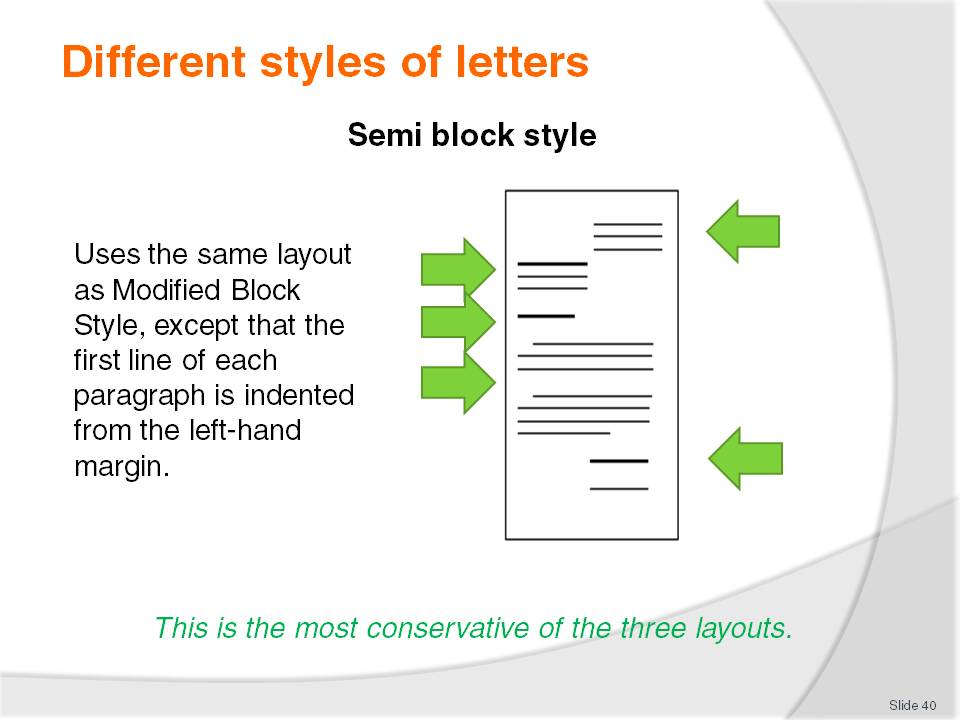 Different styles of letters
Semi block style
Uses the same layout
as Modified Block
Style, except that the
first line of each
paragraph is indented
from the left-hand
margin.
This is the most conservative of the three layouts.
Slide 40